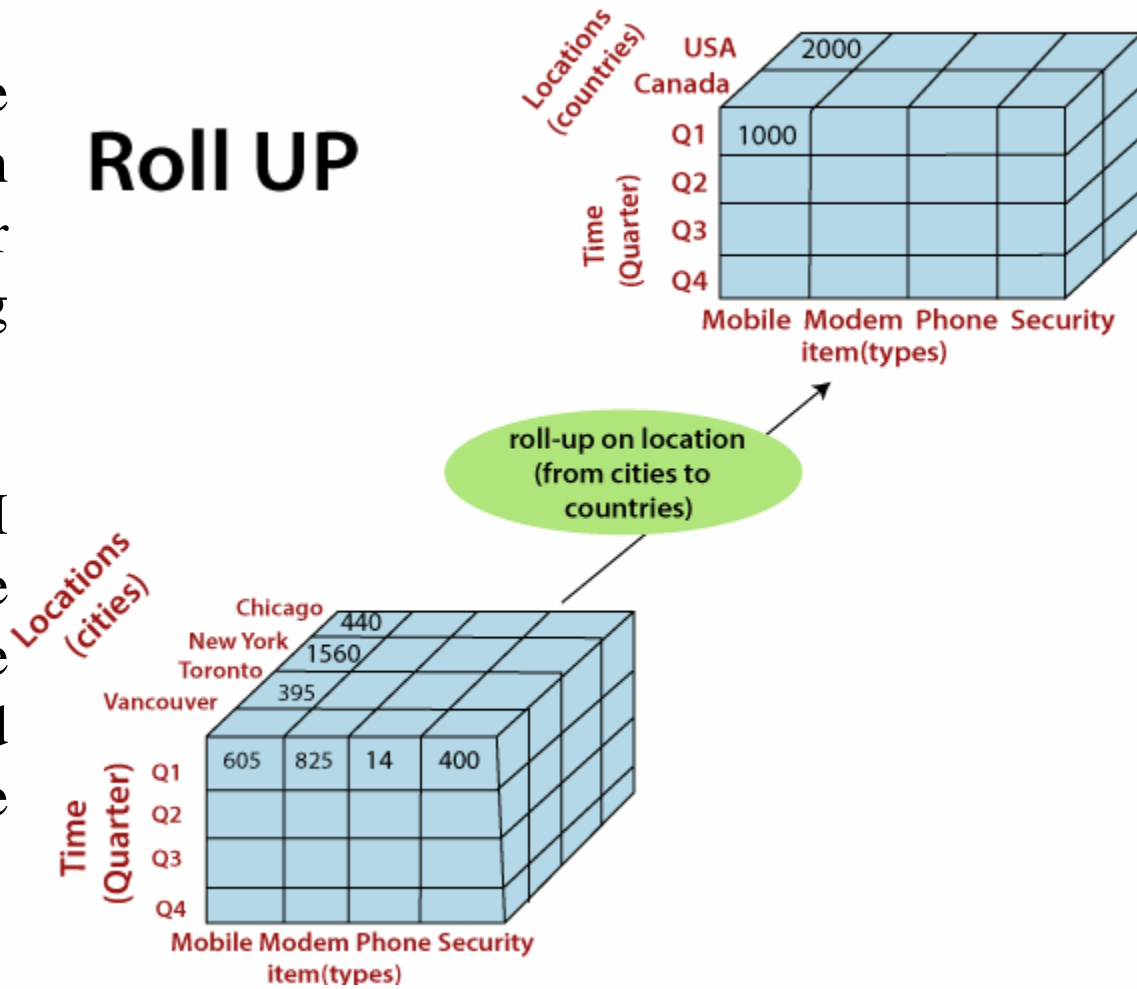 Roll UP
Locations
(countries)
USA
Canada
2000
Time
(Quarter)
Q1
Q2
Q3
Q4
1000
Mobile Modem Phone Security
item(types)
roll-up on location
(from cities to
countries)
Locations
(cities)
Chicago
New York
Toronto
Vancouver
440
1560
395
Time
(Quarter)
Q1
Q2
Q3
Q4
605 825 14 400
Mobile Modem Phone Security
item(types)